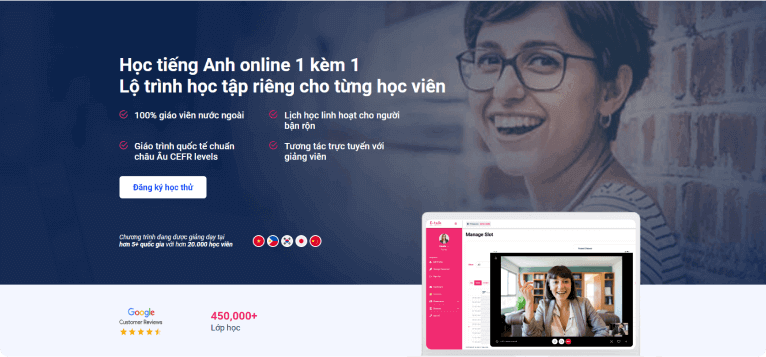 Học tiếng Anh online 1 kèm 1
Lộ trình học tập riêng cho từng học viên
100% giáo viên nước ngoài
Lịch học linh hoạt cho người
bận rộn
Giáo trình quốc tế chuẩn
châu Âu CEFR levels
Tương tác trực tuyến với
giảng viên
Đăng ký học thử
Chương trình đang được giảng dạy tại
hơn 5+ quốc gia với hơn 20.000 học viên
Manage Slot
Google
Customer Reviews
450,000+
Lớp học